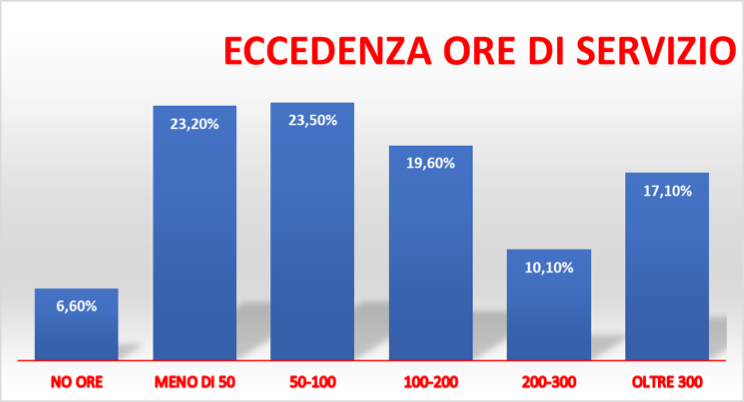 ECCEDENZA ORE DI SERVIZIO
23,20%
23,50%
19,60%
17,10%
10,10%
6,60%
NO ORE
MENO DI 50
50-100
100-200
200-300
OLTRE 300